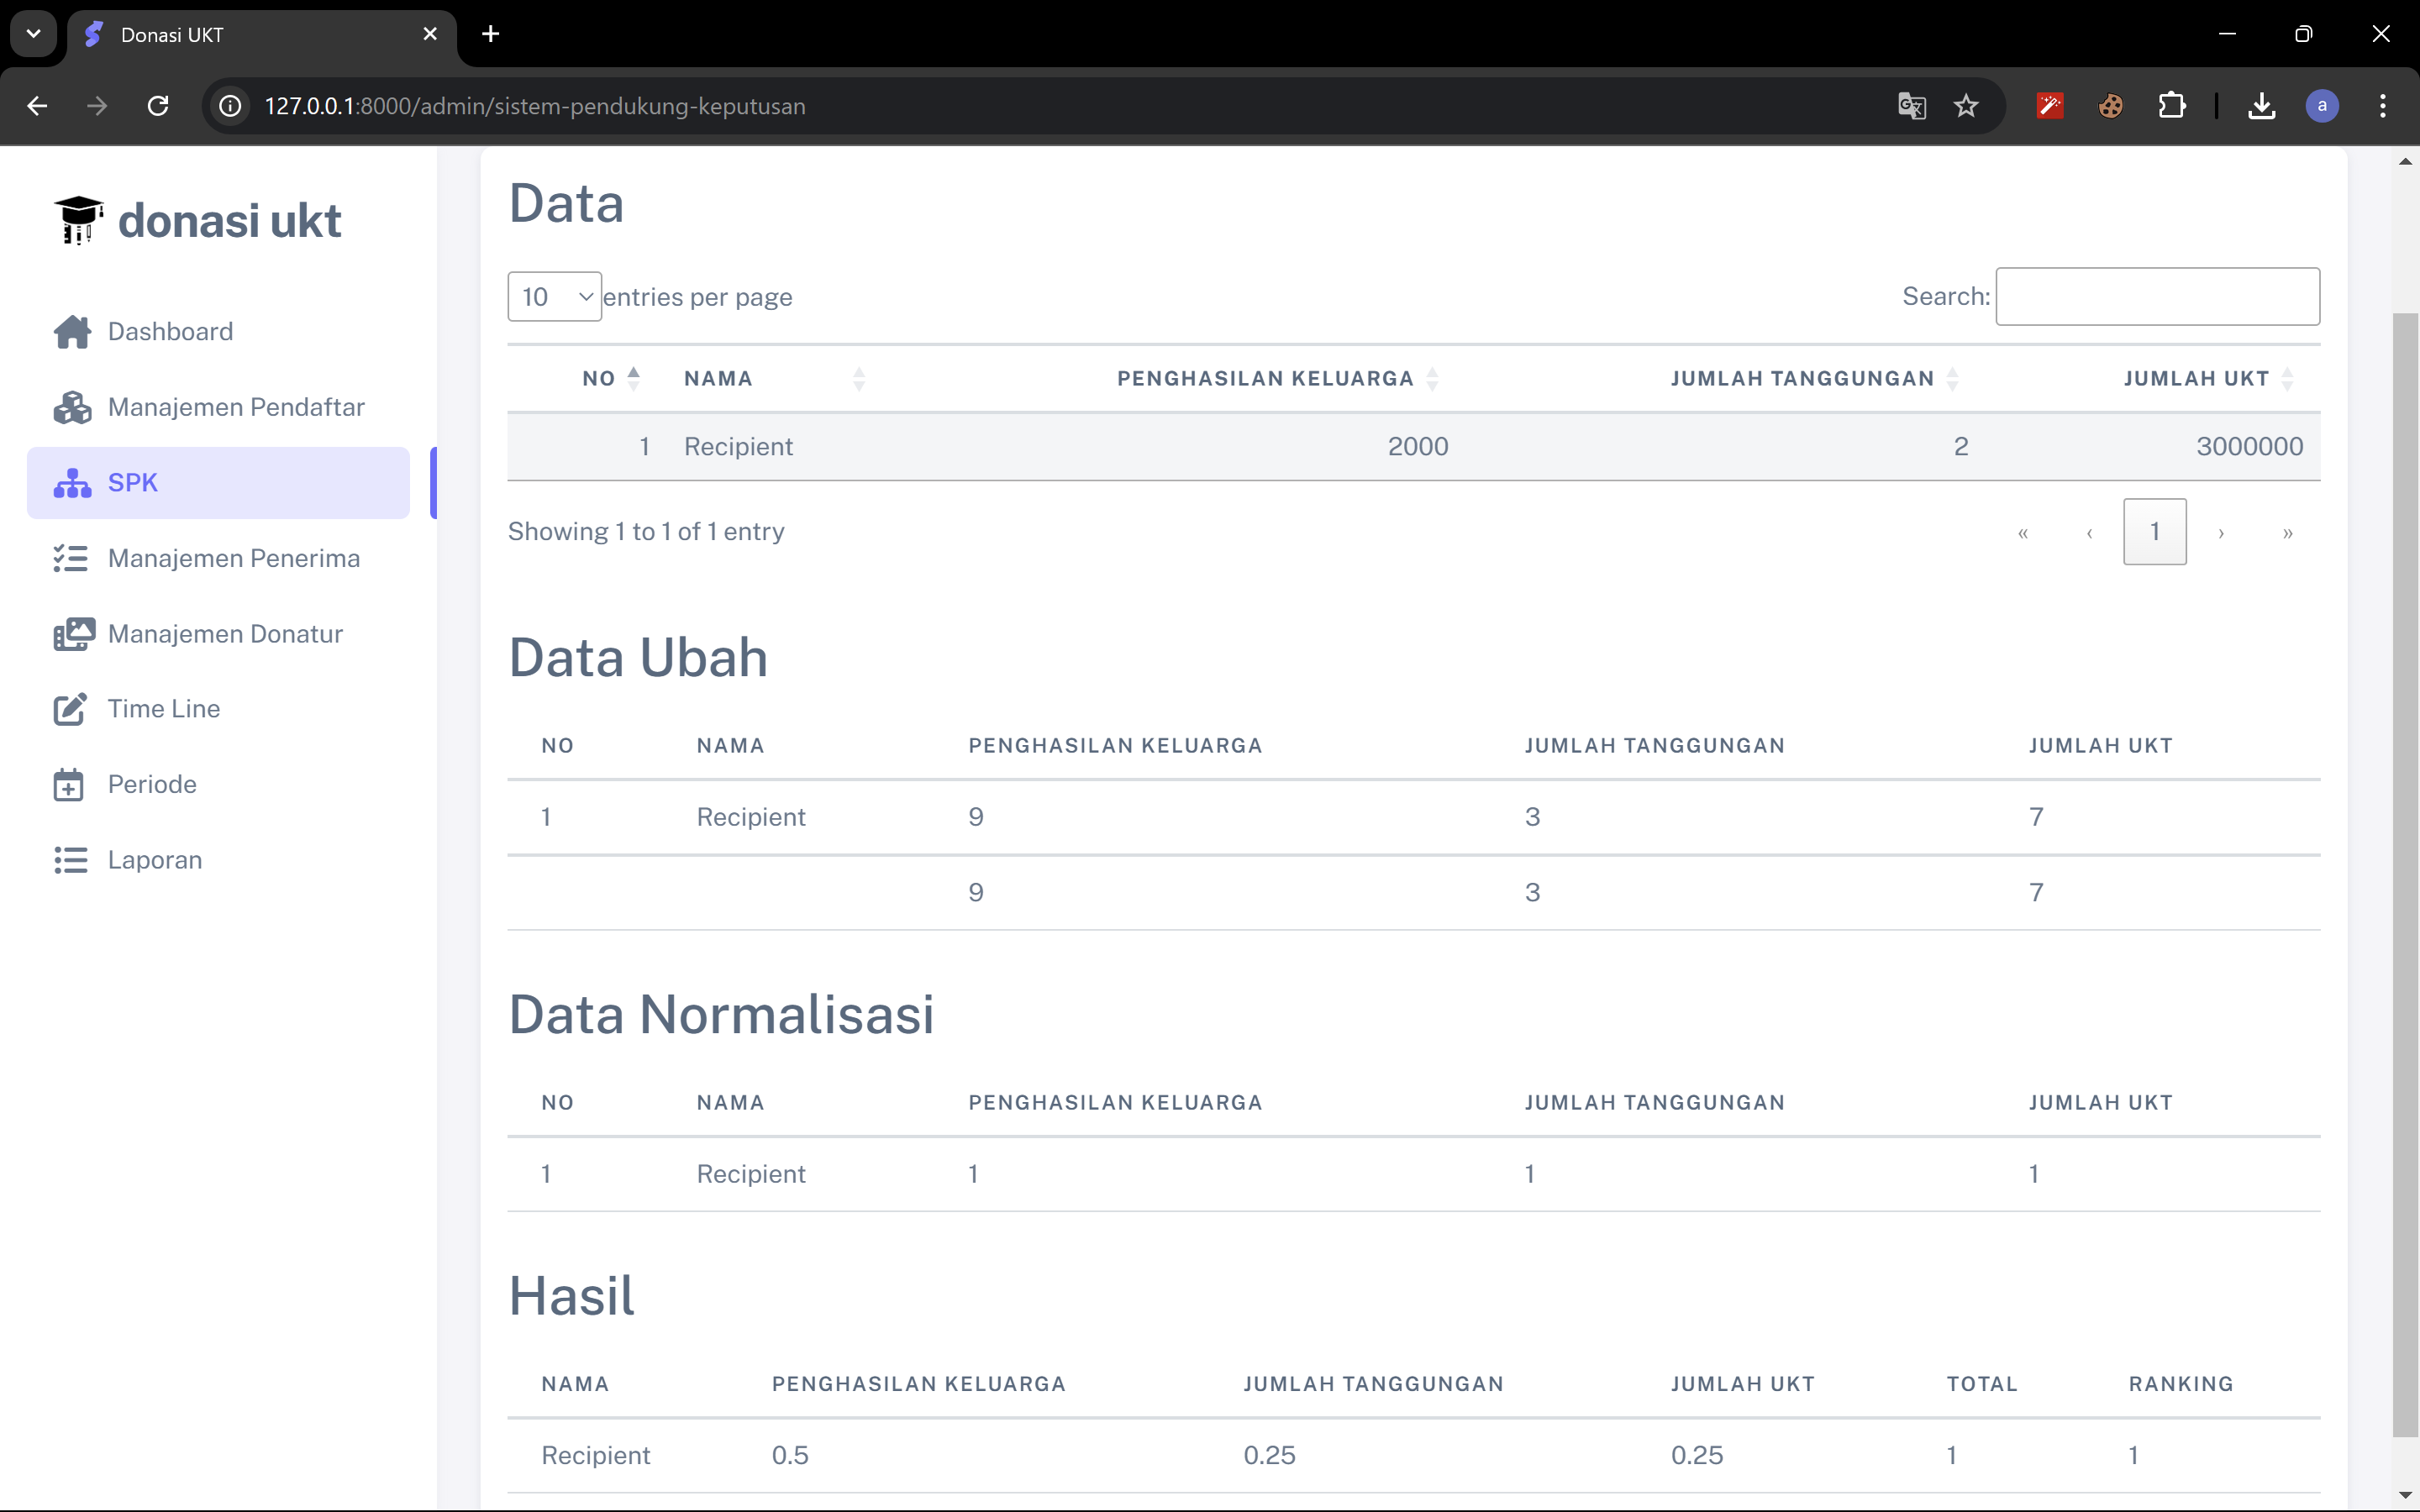 Donasi UKT
127.0.0.1:8000/admin/sistem-pendukung-keputusan
a
donasi ukt
Dashboard
Manajemen Pendaftar
SPK
Manajemen Penerima
Manajemen Donatur
Time Line
Periode
Laporan
Data
10 entries per page
Search:
NO NAMA PENGHASILAN KELUARGA JUMLAH TANGGUNGAN JUMLAH UKT
1 Recipient 2000 2 3000000
Showing 1 to 1 of 1 entry
« ‹ 1 › »
Data Ubah
NO NAMA PENGHASILAN KELUARGA JUMLAH TANGGUNGAN JUMLAH UKT
1 Recipient 9 3 7
9 3 7
Data Normalisasi
NO NAMA PENGHASILAN KELUARGA JUMLAH TANGGUNGAN JUMLAH UKT
1 Recipient 1 1 1
Hasil
NAMA PENGHASILAN KELUARGA JUMLAH TANGGUNGAN JUMLAH UKT TOTAL RANKING
Recipient 0.5 0.25 0.25 1 1